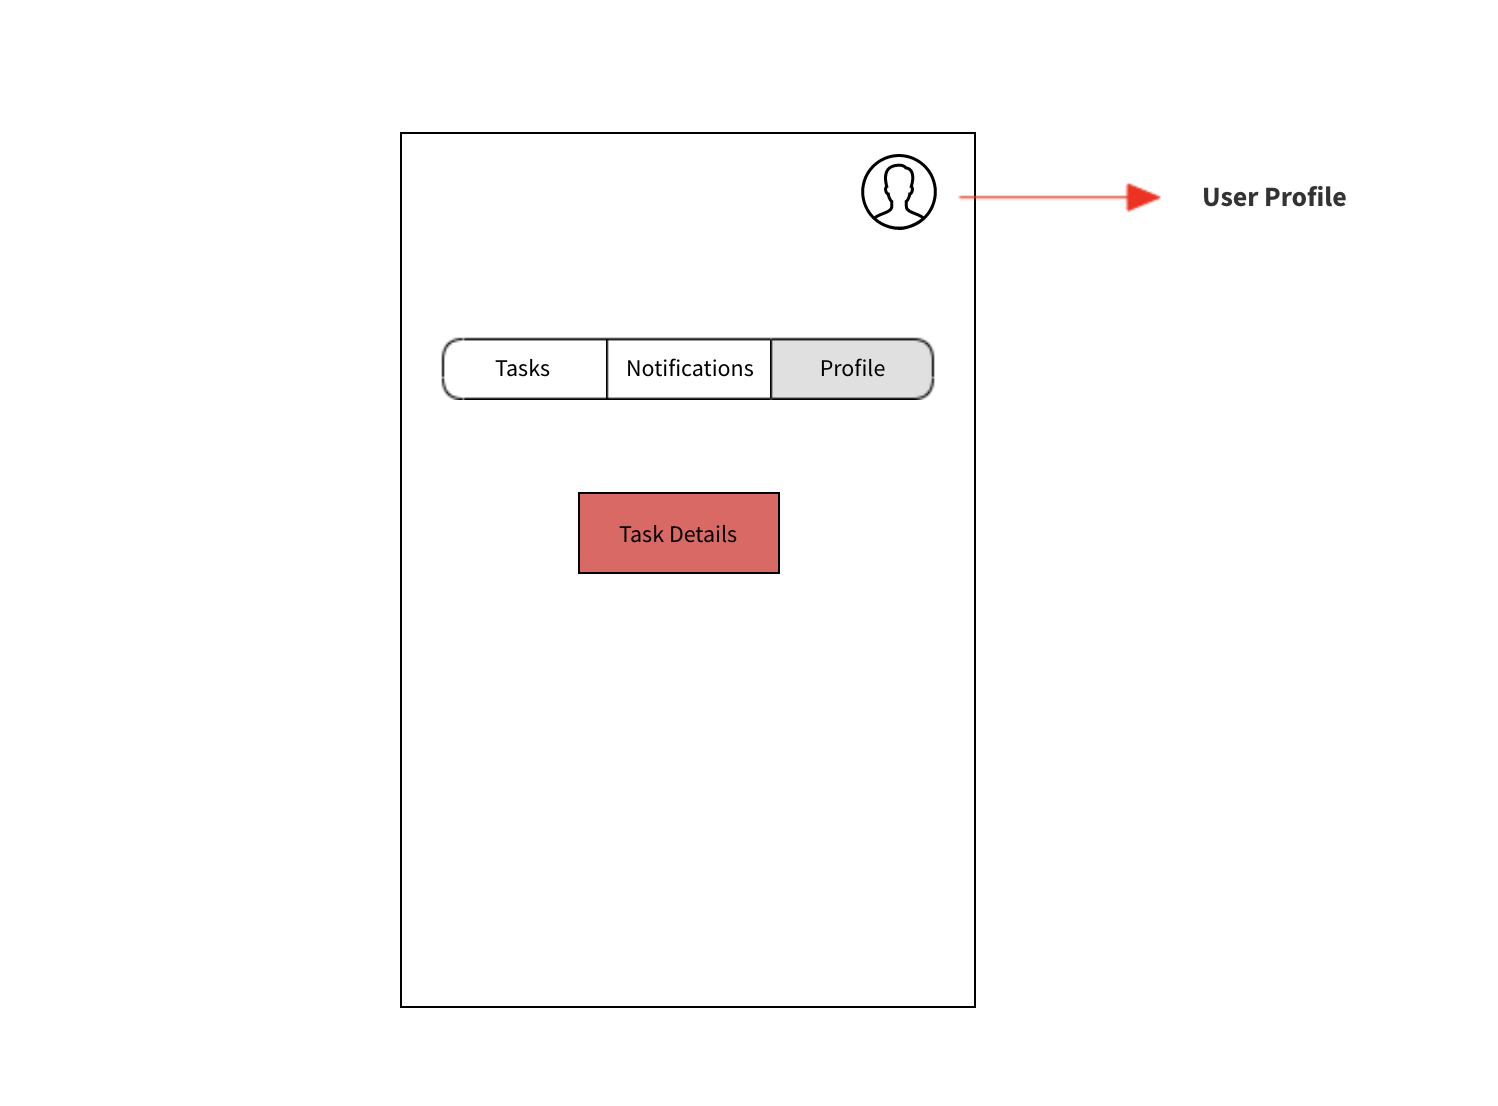 User Profile
Tasks
Notifications
Profile
Task Details